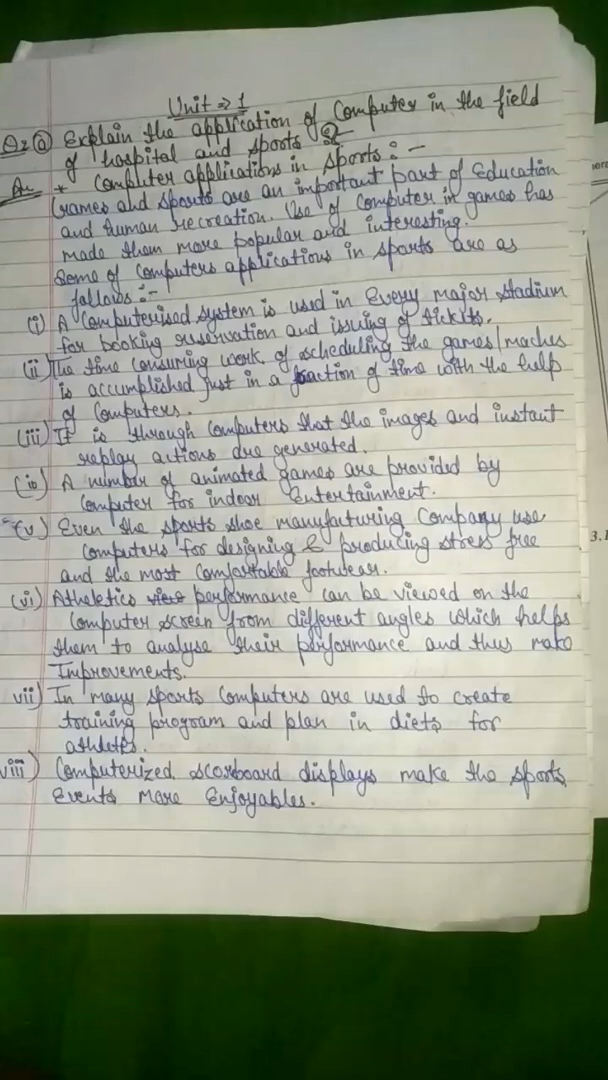 Unit ⇒ 1
Q2 @ Explain the application of Computer in the field
of hospital and sports ?
An * Computer applications in sports : -
Games and sports are an important part of Education
and human recreation. Use of Computer in games has
made them more popular and interesting.
Some of Computers applications in sports are as
follows :-
(i) A Computerised system is used in Every major stadium
for booking reservation and issuing of tickits.
(ii) The time consuming work of scheduling the games/maches
is accomplished just in a fraction of time with the help
of Computers.
(iii) It is through Computers that the images and instant
replay actions are generated.
(iv) A number of animated games are provided by
Computer for indoor Entertainment.
(v) Even the sports shoe manufaturing Company use
Computers for designing & producing stress free
and the most Comfortable footwear.
(vi) Atheletics performance can be viewed on the
Computer screen from different angles which helps
them to analyse their performance and thus make
Improvements.
vii) In many sports Computers are used to create
training program and plan in diets for
athletes.
viii) Computerized scorboard displays make the sports
Events more Enjoyables.
3.1